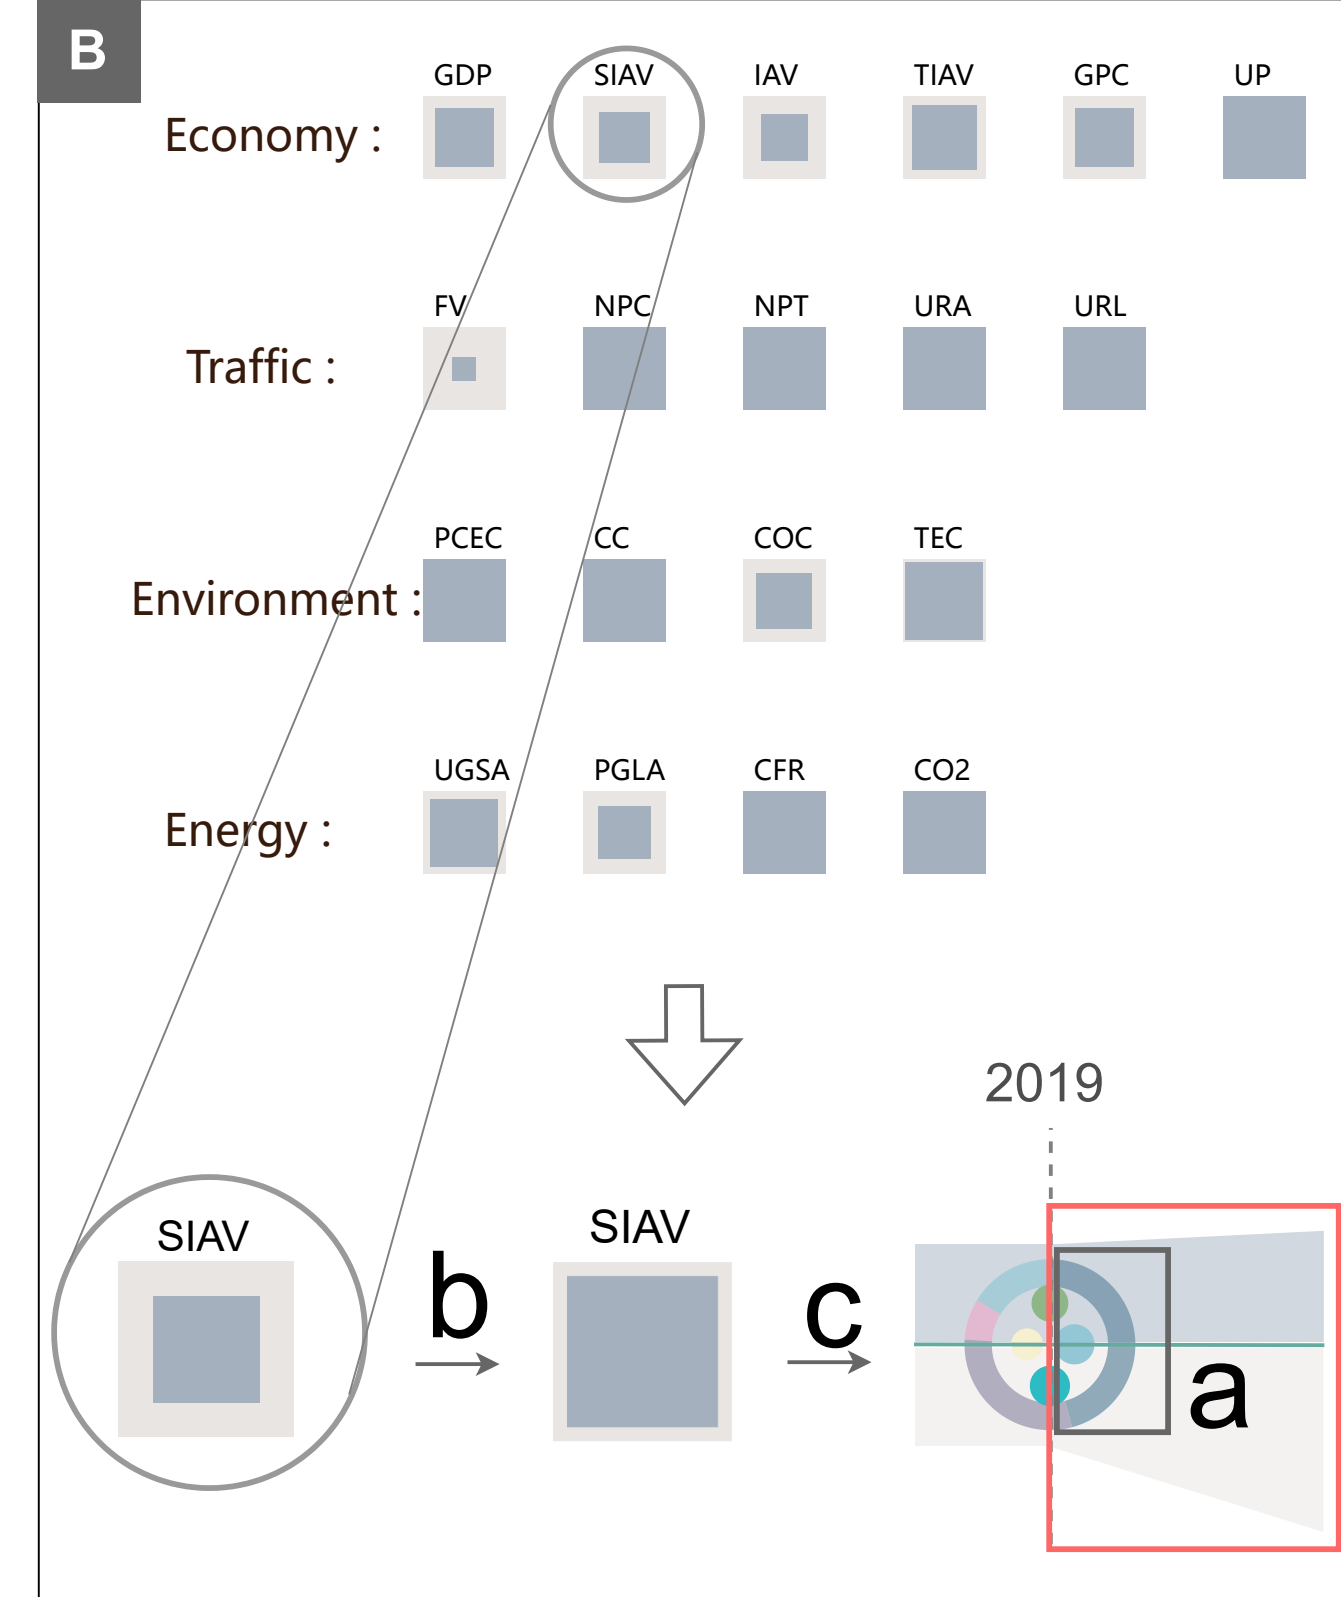 B
GDP SIAV IAV TIAV GPC UP
Economy :
FV NPC NPT URA URL
Traffic :
PCEC CC COC TEC
Environment :
UGSA PGLA CFR CO2
Energy :
2019
SIAV
b
SIAV
c
a